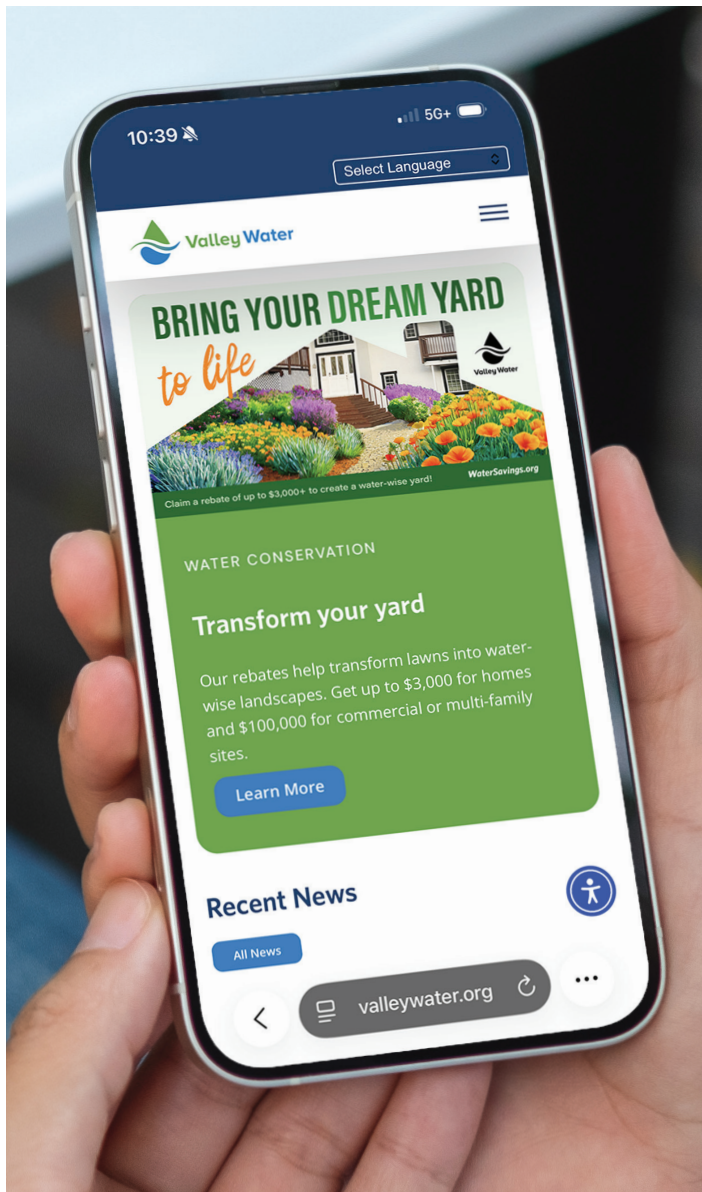 10:39
5G+
Select Language
Valley Water
BRING YOUR DREAM YARD
to life
Valley Water
Claim a rebate of up to $3,000+ to create a water-wise yard!
WaterSavings.org
WATER CONSERVATION
Transform your yard
Our rebates help transform lawns into water-
wise landscapes. Get up to $3,000 for homes
and $100,000 for commercial or multi-family
sites.
Learn More
Recent News
All News
valleywater.org